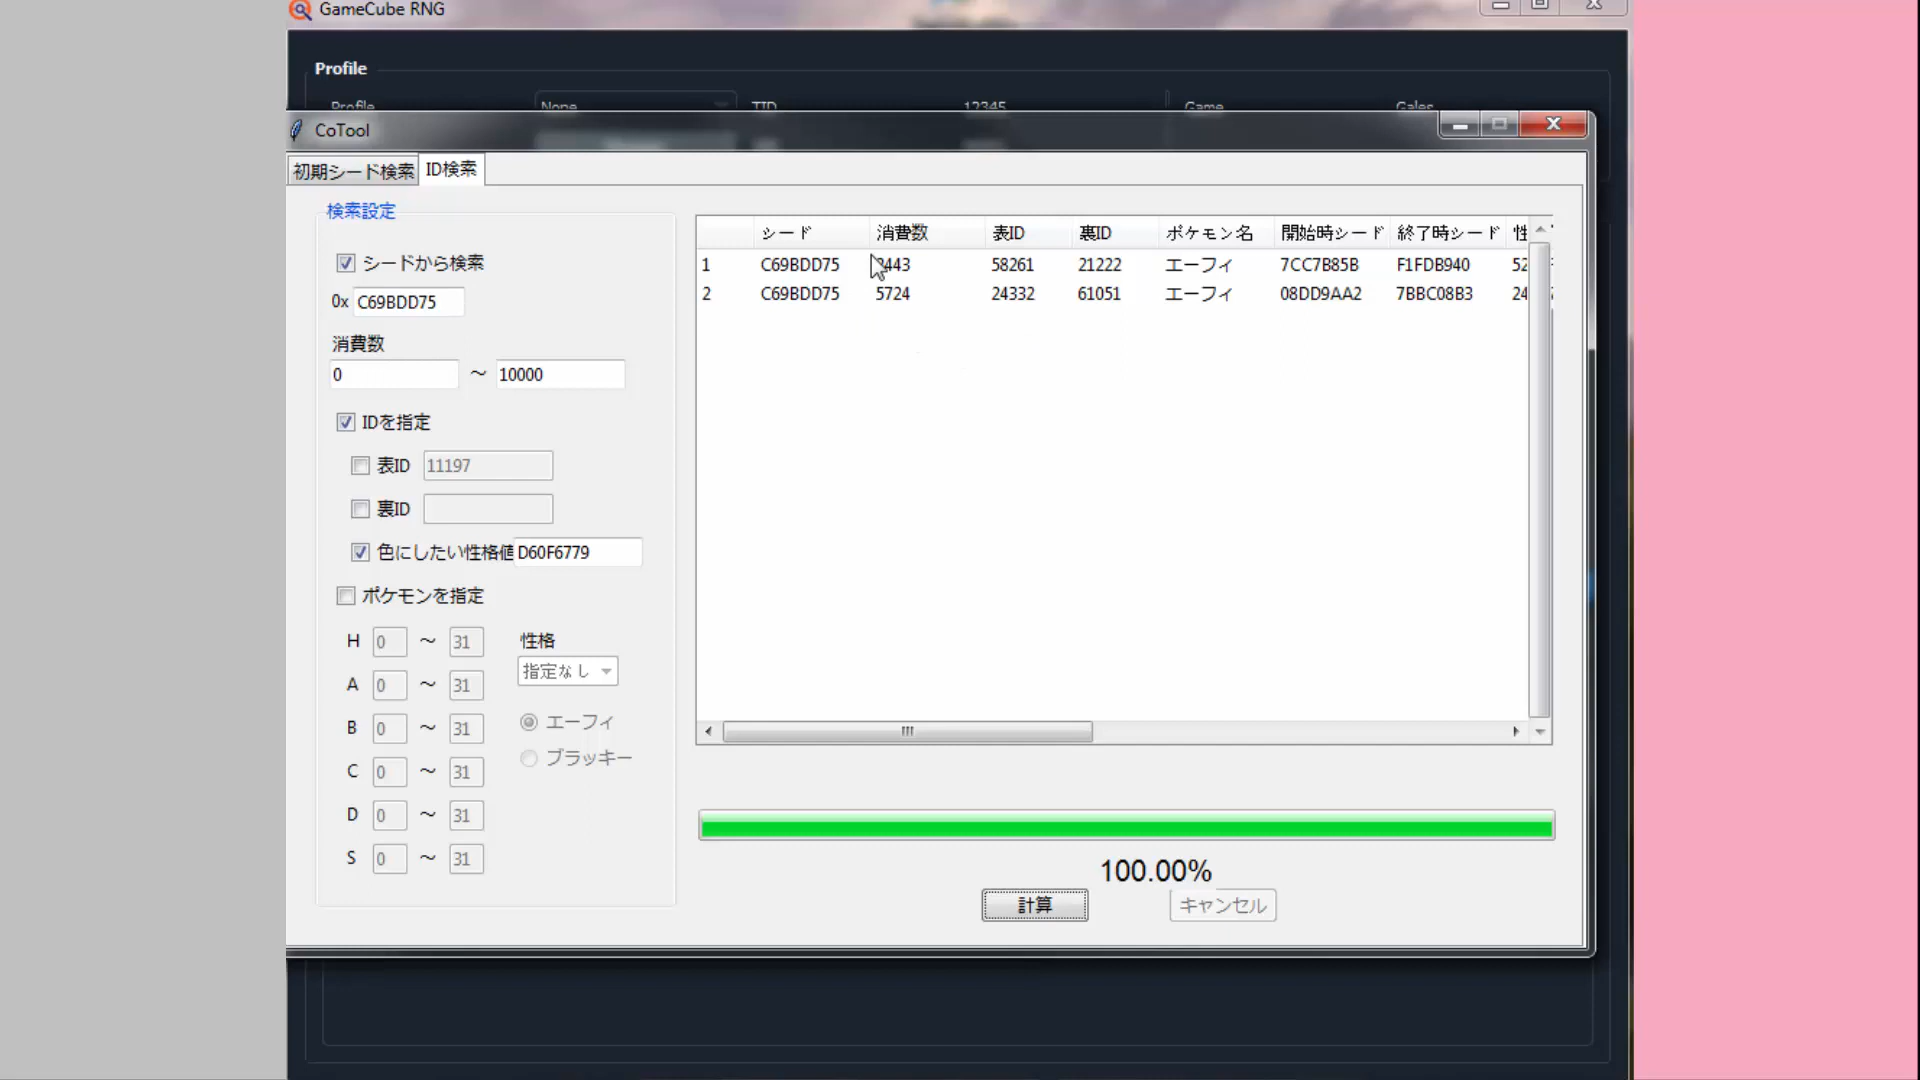 GameCube RNG
Profile
Profile None TID 12345 Game Gales
CoTool
初期シード検索 ID検索
検索設定
シードから検索
0x C69BDD75
消費数
0 ～ 10000
IDを指定
表ID 11197
裏ID
色にしたい性格値 D60F6779
ポケモンを指定
H 0 ～ 31 性格
指定なし
A 0 ～ 31
B 0 ～ 31 エーフィ
ブラッキー
C 0 ～ 31
D 0 ～ 31
S 0 ～ 31
シード 消費数 表ID 裏ID ポケモン名 開始時シード 終了時シード 性
1 C69BDD75 443 58261 21222 エーフィ 7CC7B85B F1FDB940 52
2 C69BDD75 5724 24332 61051 エーフィ 08DD9AA2 7BBC08B3 24
100.00%
計算 キャンセル